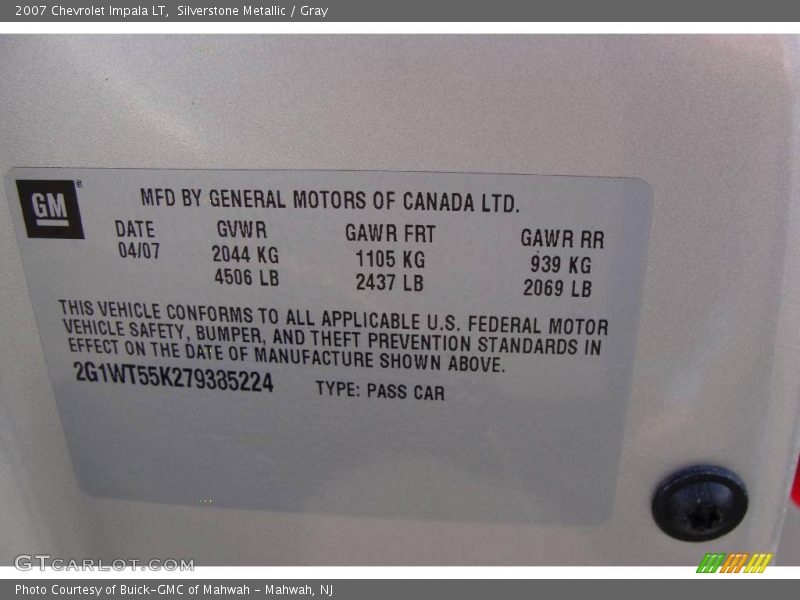 2007 Chevrolet Impala LT, Silverstone Metallic / Gray
GM®
MFD BY GENERAL MOTORS OF CANADA LTD.
DATE GVWR GAWR FRT GAWR RR
04/07 2044 KG 1105 KG 939 KG
4506 LB 2437 LB 2069 LB
THIS VEHICLE CONFORMS TO ALL APPLICABLE U.S. FEDERAL MOTOR
VEHICLE SAFETY, BUMPER, AND THEFT PREVENTION STANDARDS IN
EFFECT ON THE DATE OF MANUFACTURE SHOWN ABOVE.
2G1WT55K279385224 TYPE: PASS CAR
GTCARLOT.COM
Photo Courtesy of Buick-GMC of Mahwah - Mahwah, NJ